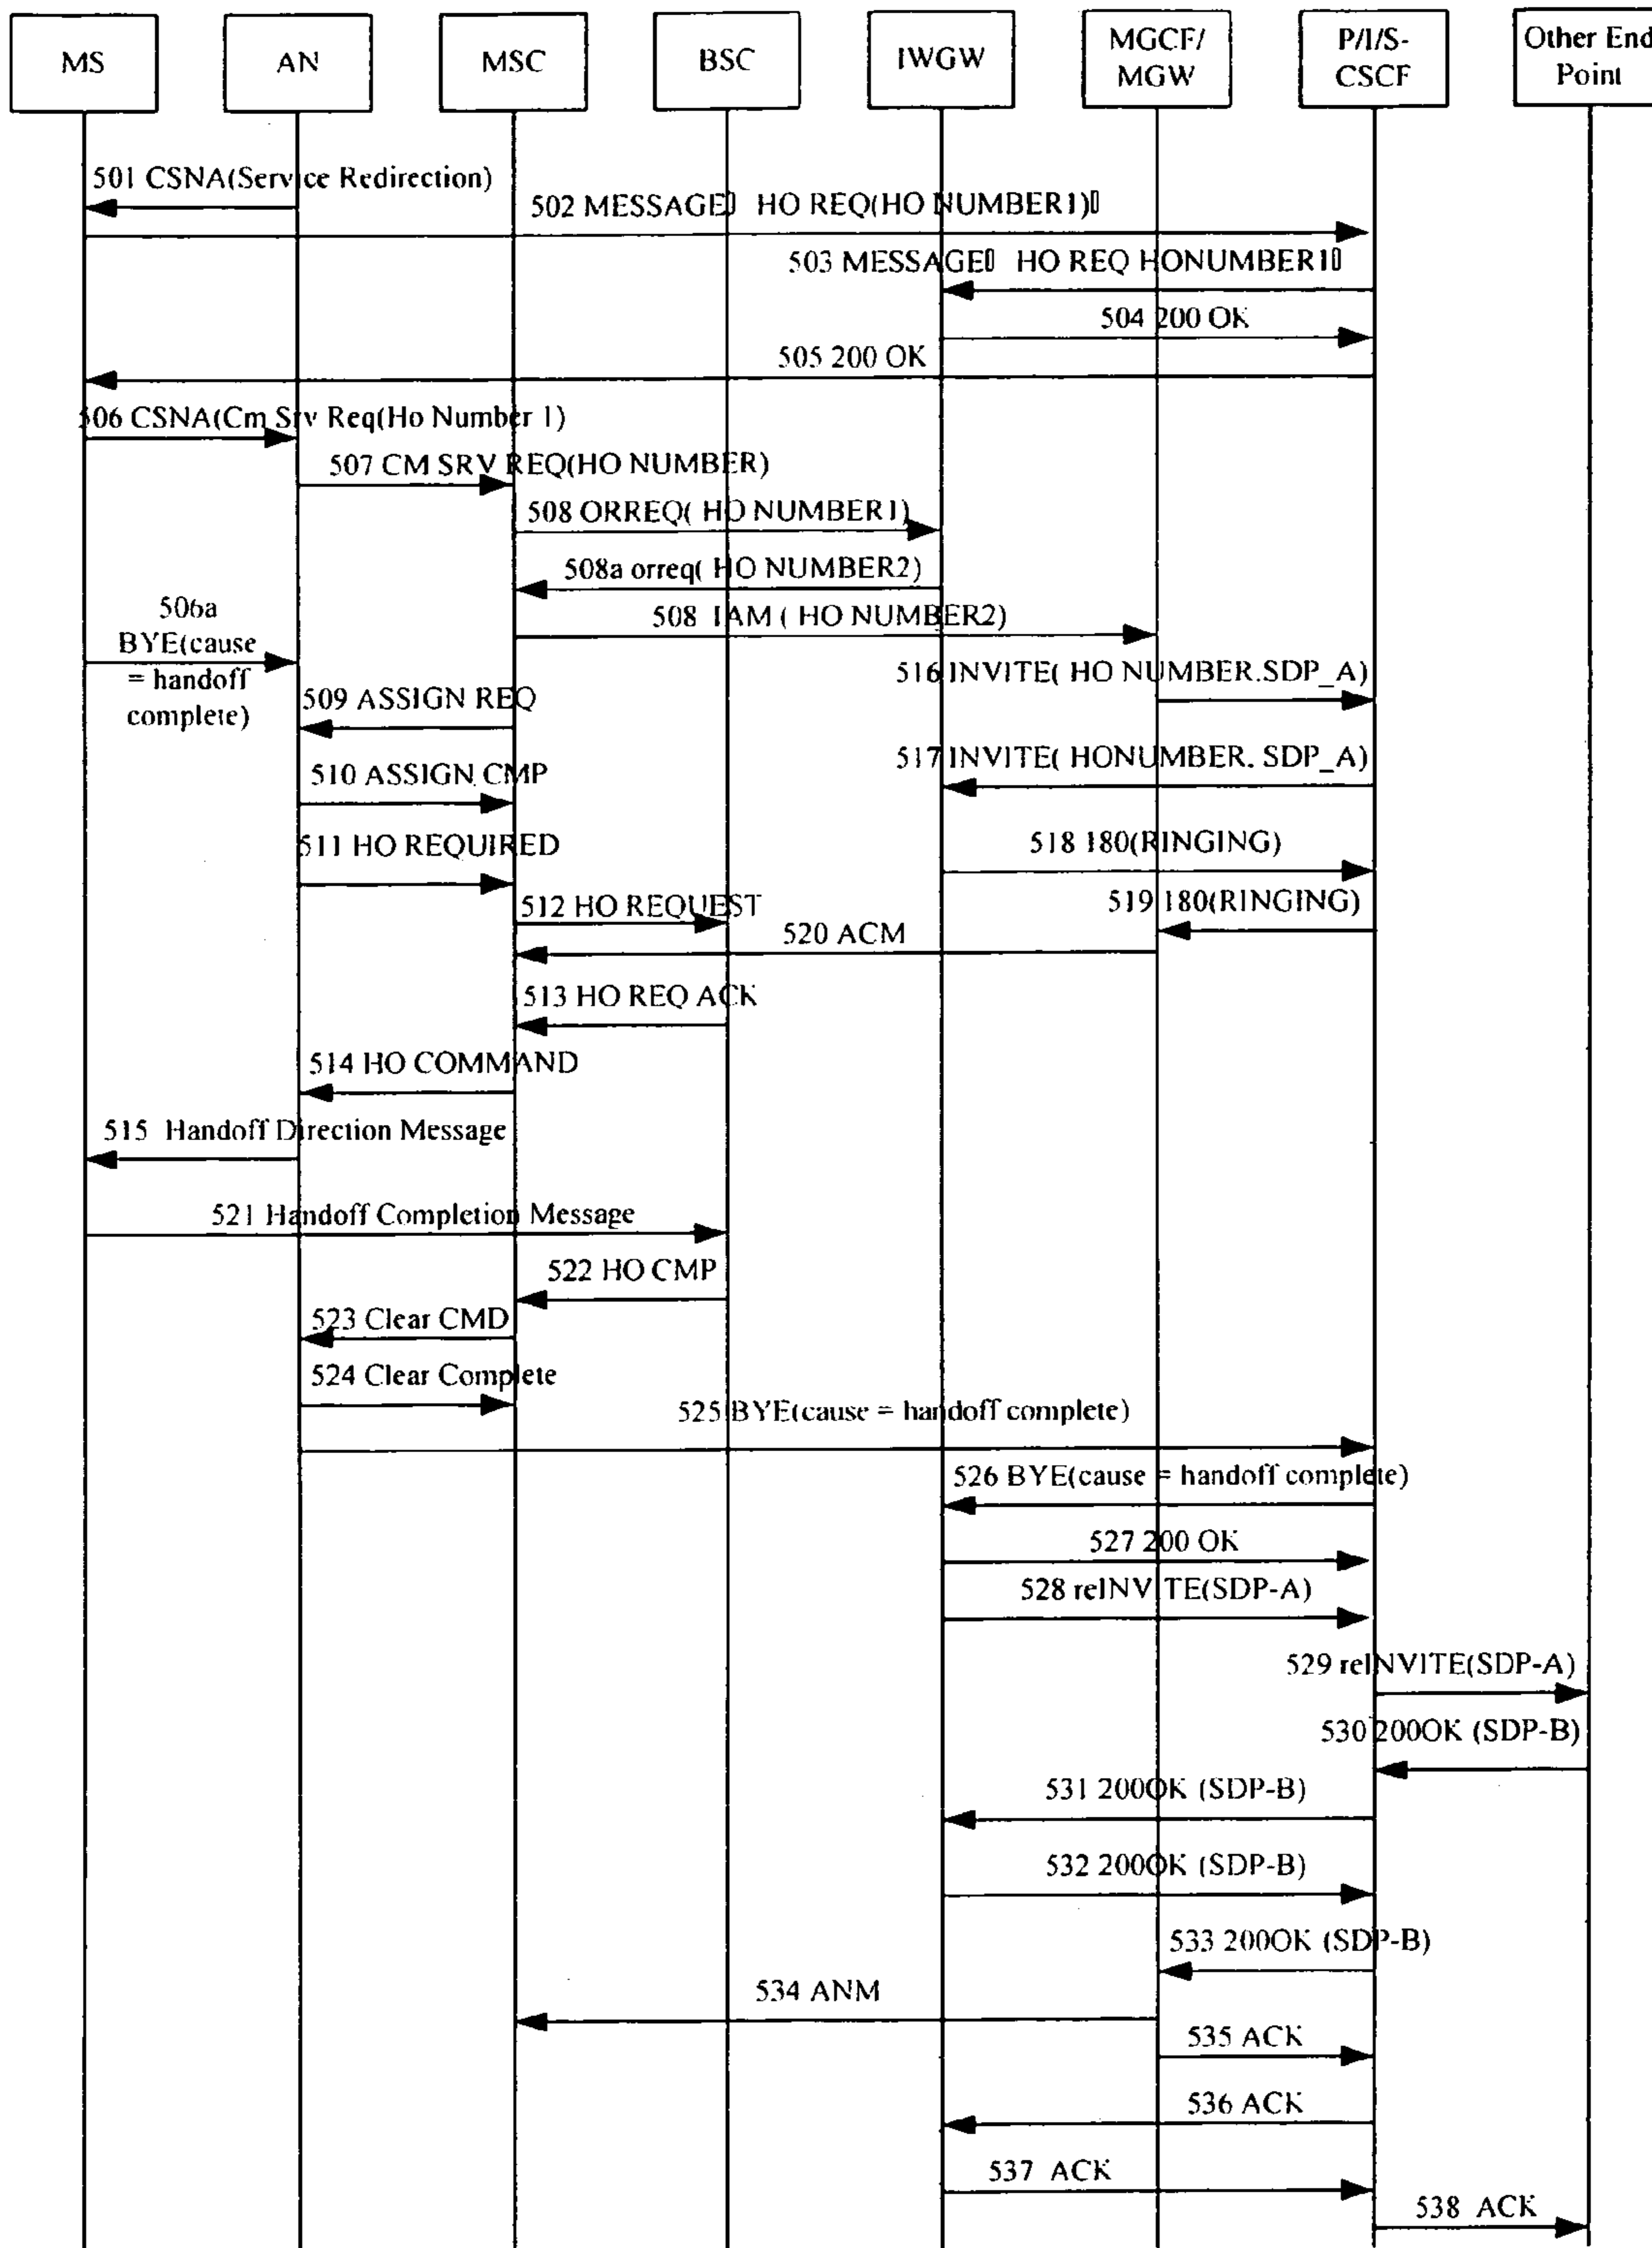 MS
AN
MSC
BSC
IWGW
MGCF/
MGW
P/I/S-
CSCF
Other End
Point
501 CSNA(Service Redirection)
502 MESSAGE▯ HO REQ(HO NUMBER1)▯
503 MESSAGE▯ HO REQ HONUMBER1▯
504 200 OK
505 200 OK
506 CSNA(Cm Srv Req(Ho Number 1)
507 CM SRV REQ(HO NUMBER)
508 ORREQ( HO NUMBER1)
508a orreq( HO NUMBER2)
508 IAM ( HO NUMBER2)
506a
BYE(cause
= handoff
complete)
516 INVITE( HO NUMBER.SDP_A)
509 ASSIGN REQ
517 INVITE( HONUMBER. SDP_A)
510 ASSIGN CMP
511 HO REQUIRED
518 180(RINGING)
512 HO REQUEST
519 180(RINGING)
520 ACM
513 HO REQ ACK
514 HO COMMAND
515 Handoff Direction Message
521 Handoff Completion Message
522 HO CMP
523 Clear CMD
524 Clear Complete
525 BYE(cause = handoff complete)
526 BYE(cause = handoff complete)
527 200 OK
528 reINVITE(SDP-A)
529 reINVITE(SDP-A)
530 200OK (SDP-B)
531 200OK (SDP-B)
532 200OK (SDP-B)
533 200OK (SDP-B)
534 ANM
535 ACK
536 ACK
537 ACK
538 ACK